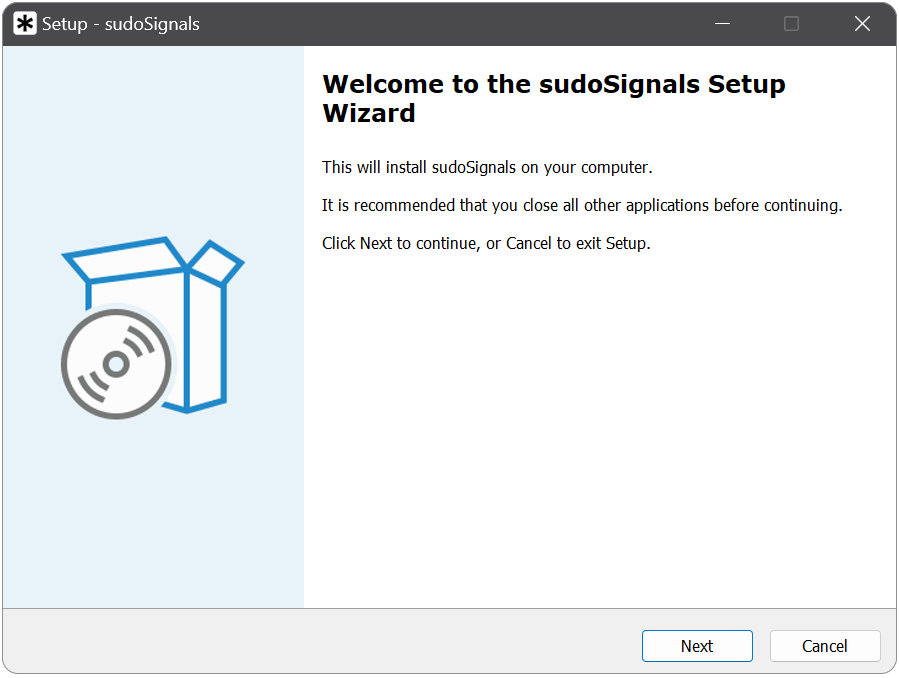 Setup - sudoSignals
Welcome to the sudoSignals Setup
Wizard
This will install sudoSignals on your computer.
It is recommended that you close all other applications before continuing.
Click Next to continue, or Cancel to exit Setup.
Next
Cancel